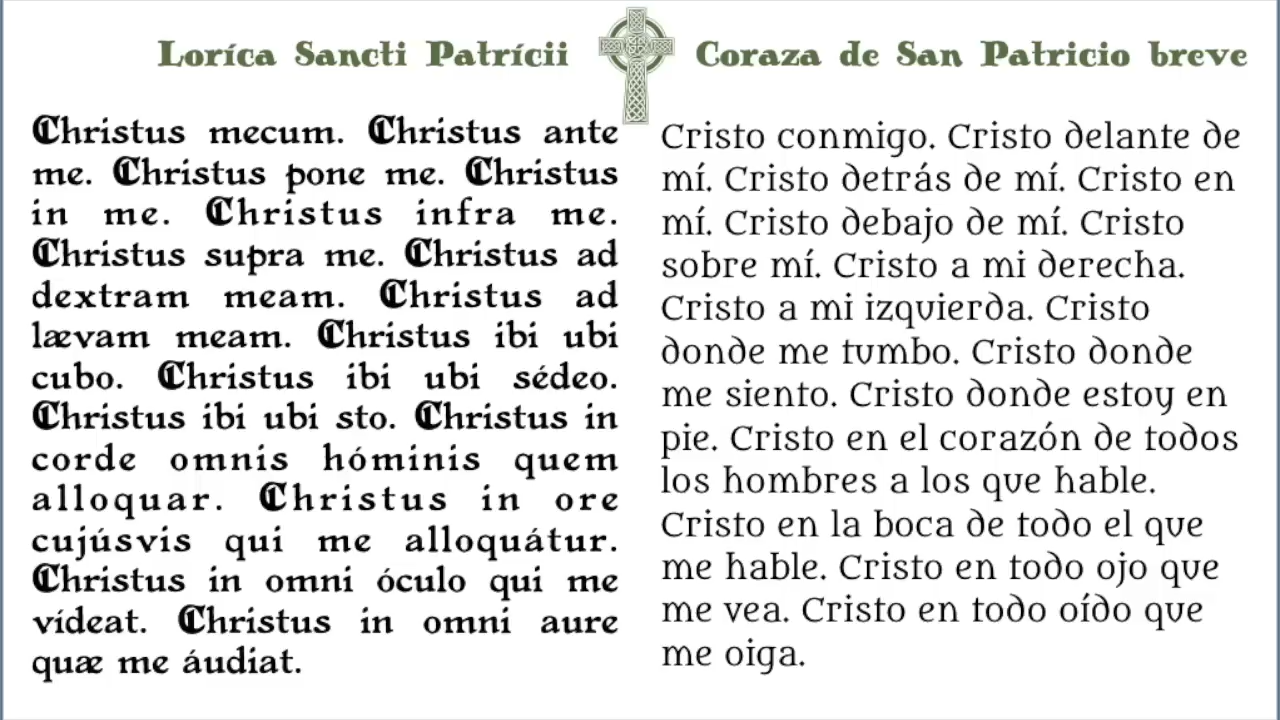 Loríca Sancti Patrícii
Christus mecum. Christus ante
me. Christus pone me. Christus
in me. Christus infra me.
Christus supra me. Christus ad
dextram meam. Christus ad
lævam meam. Christus ibi ubi
cubo. Christus ibi ubi sédeo.
Christus ibi ubi sto. Christus in
corde omnis hóminis quem
alloquar. Christus in ore
cujúsvis qui me alloquátur.
Christus in omni óculo qui me
vídeat. Christus in omni aure
quæ me áudiat.
Coraza de San Patricio breve
Cristo conmigo. Cristo delante de
mí. Cristo detrás de mí. Cristo en
mí. Cristo debajo de mí. Cristo
sobre mí. Cristo a mi derecha.
Cristo a mi izquierda. Cristo
donde me tumbo. Cristo donde
me siento. Cristo donde estoy en
pie. Cristo en el corazón de todos
los hombres a los que hable.
Cristo en la boca de todo el que
me hable. Cristo en todo ojo que
me vea. Cristo en todo oído que
me oiga.